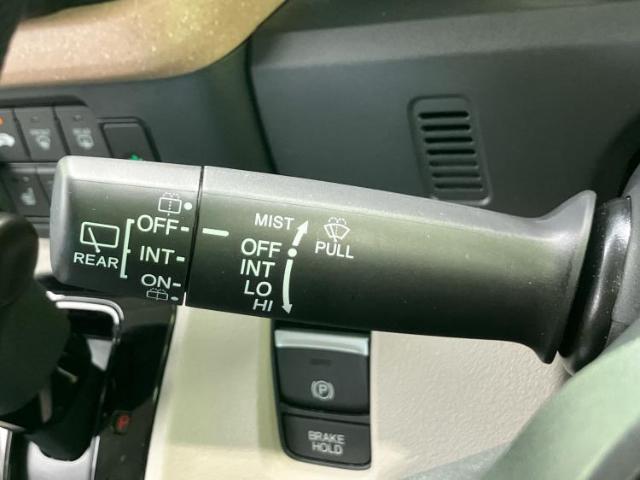 OFF
REAR
INT
ON
MIST
OFF
INT
LO
HI
PULL
P
BRAKE
HOLD